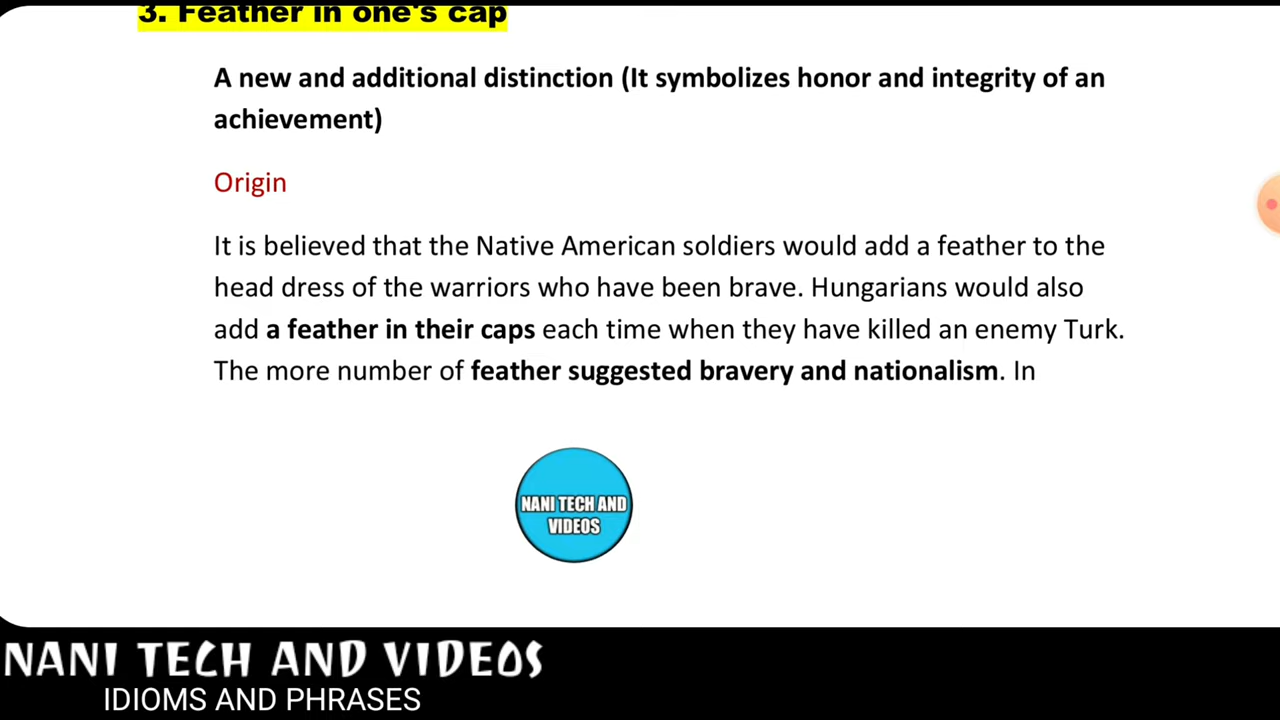 3. Feather in one's cap
A new and additional distinction (It symbolizes honor and integrity of an
achievement)
Origin
It is believed that the Native American soldiers would add a feather to the
head dress of the warriors who have been brave. Hungarians would also
add a feather in their caps each time when they have killed an enemy Turk.
The more number of feather suggested bravery and nationalism. In
NANI TECH AND
VIDEOS
NANI TECH AND VIDEOS
IDIOMS AND PHRASES